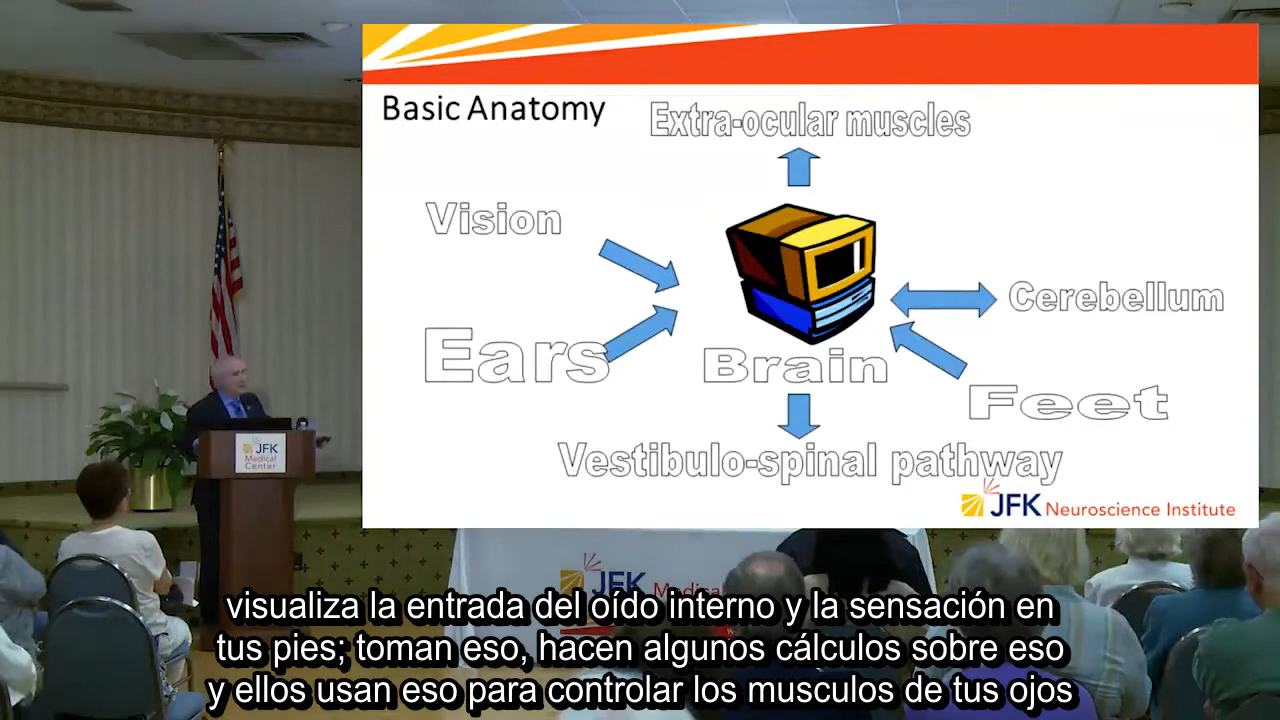 Basic Anatomy
Extra-ocular muscles
Vision
Cerebellum
Ears
Brain
Feet
Vestibulo-spinal pathway
JFK Neuroscience Institute
JFK
Medical
Center
JFK Medica
visualiza la entrada del oído interno y la sensación en
tus pies; toman eso, hacen algunos cálculos sobre eso
y ellos usan eso para controlar los musculos de tus ojos